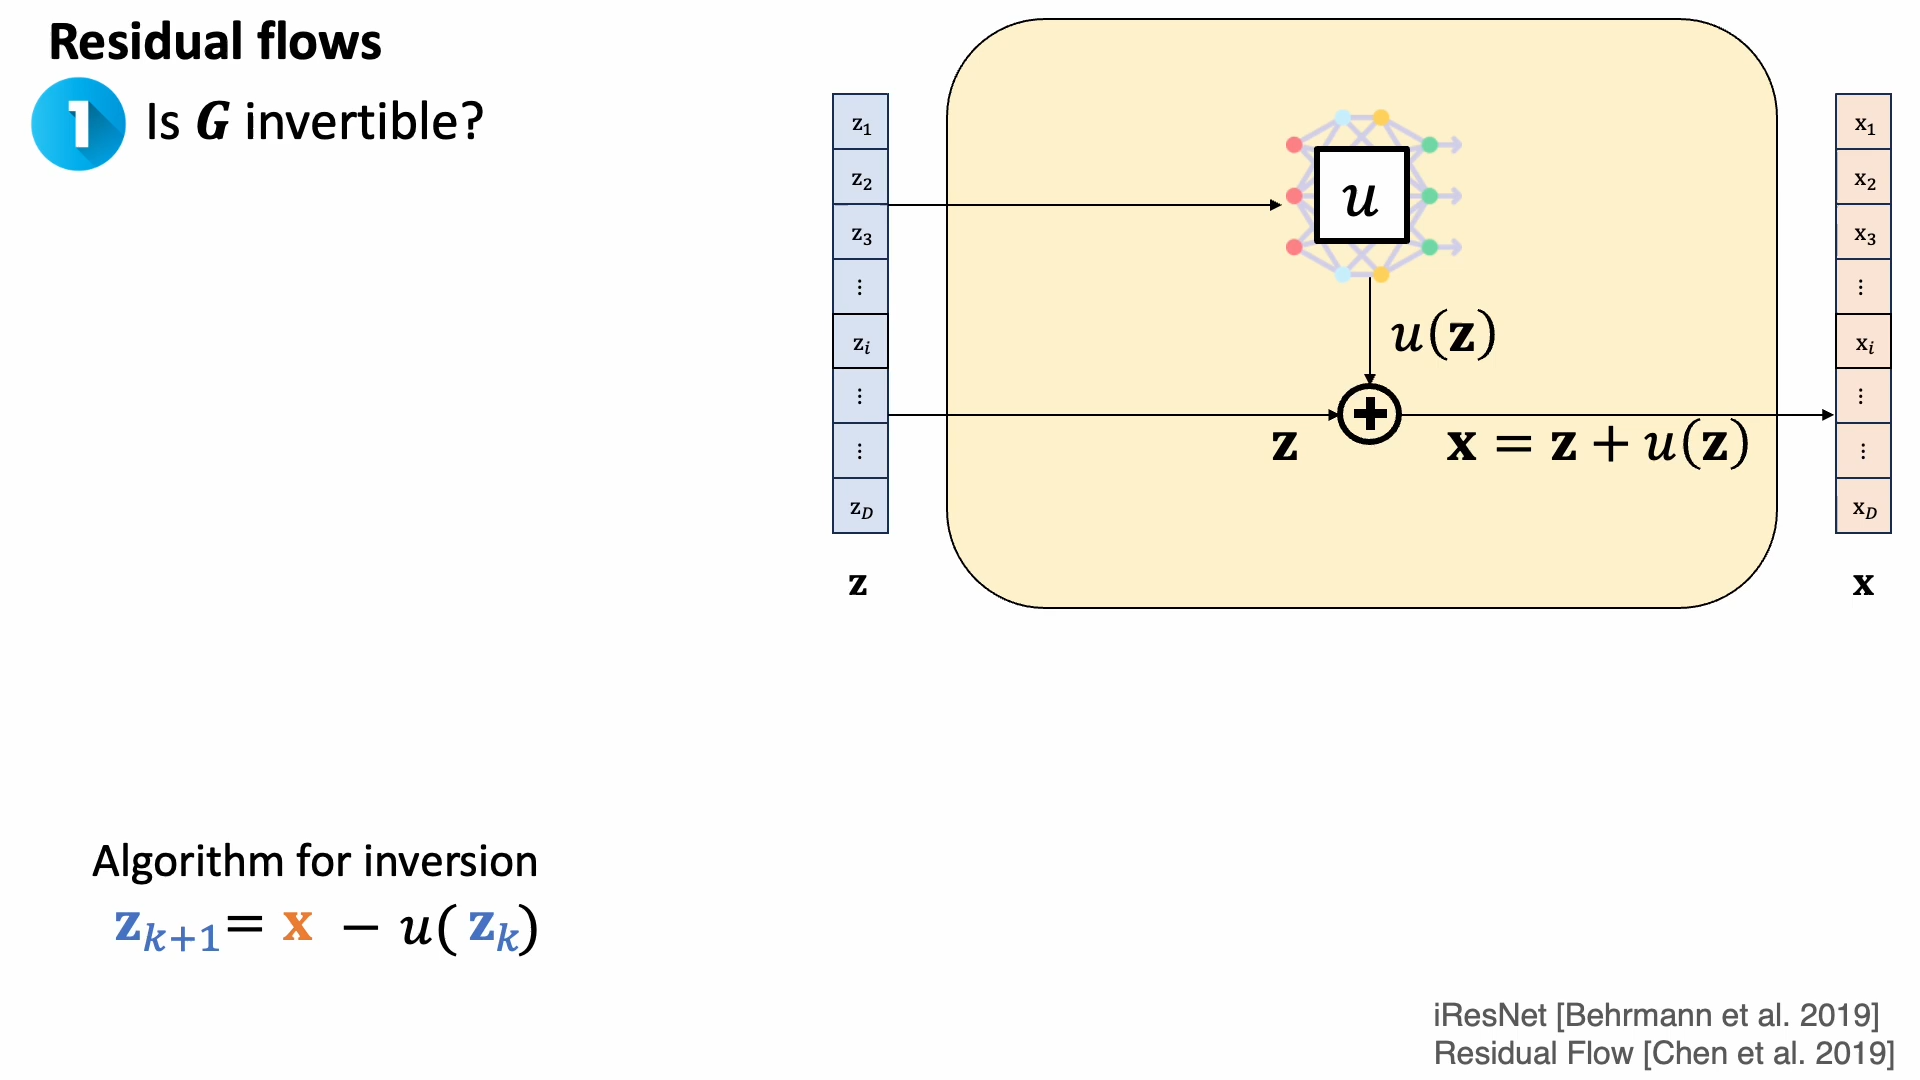 Residual flows
1 Is G invertible?
z₁
z₂
z₃
⋮
zᵢ
⋮
⋮
z_D
z
u
u(z)
z
x = z + u(z)
x₁
x₂
x₃
⋮
xᵢ
⋮
⋮
x_D
x
Algorithm for inversion
z_{k+1} = x − u( z_k)
iResNet [Behrmann et al. 2019]
Residual Flow [Chen et al. 2019]